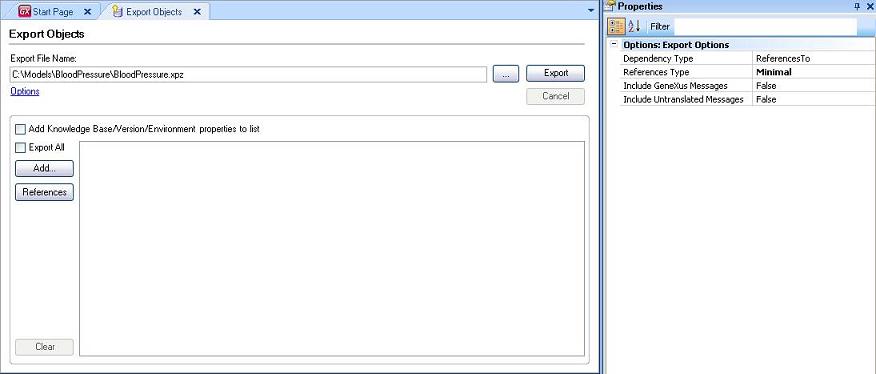 GX Start Page
Export Objects
Export Objects
Export File Name:
C:\Models\BloodPressure\BloodPressure.xpz
...
Export
Options
Cancel
Add Knowledge Base/Version/Environment properties to list
Export All
Add...
References
Clear
Properties
Filter
Options: Export Options
Dependency Type ReferencesTo
References Type Minimal
Include GeneXus Messages False
Include Untranslated Messages False